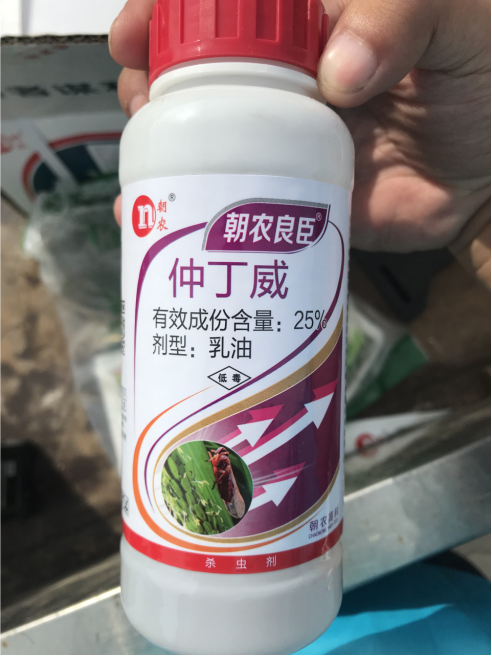 n 朝农®
朝农良臣®
仲丁威
有效成份含量：25%
剂型：乳油
低毒
朝农
杀虫剂